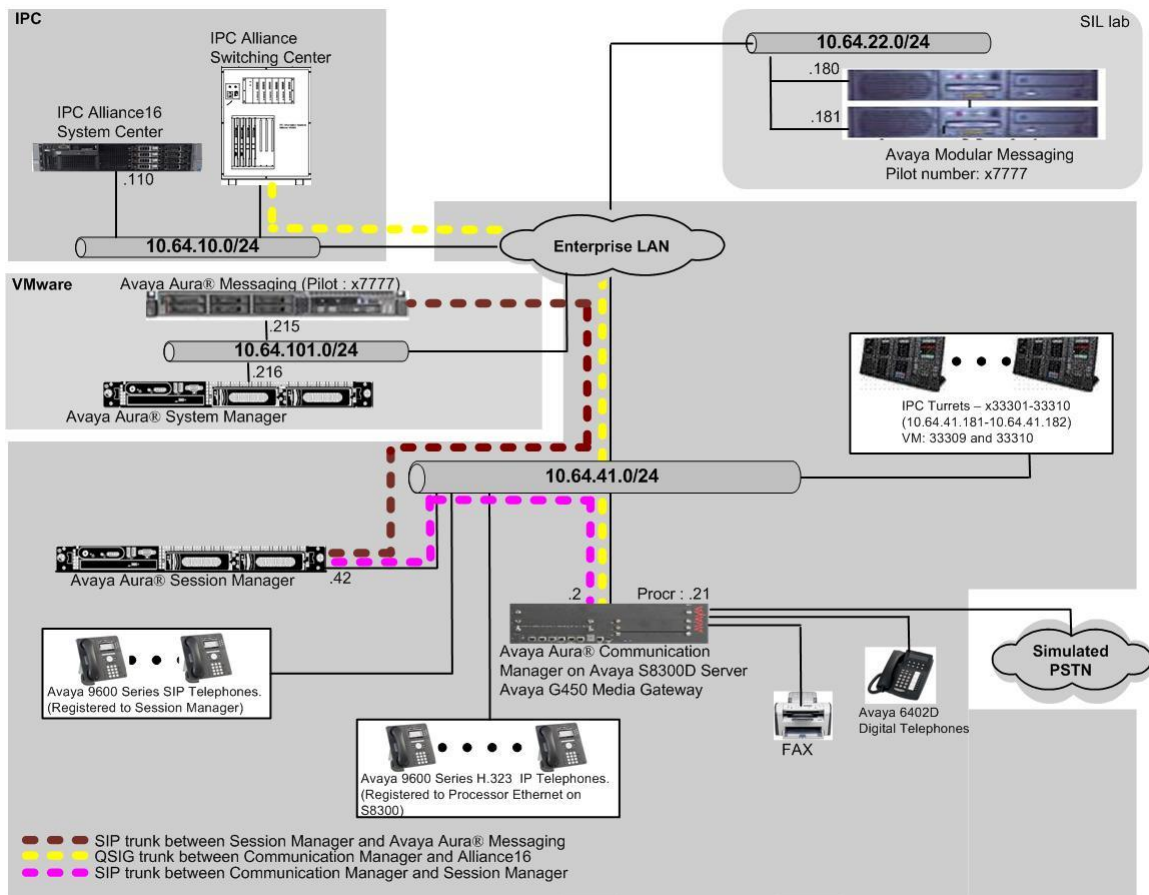 IPC
IPC Alliance
Switching Center
IPC Alliance16
System Center
.110
10.64.10.0/24
SIL lab
10.64.22.0/24
.180
.181
Avaya Modular Messaging
Pilot number: x7777
Enterprise LAN
VMware
Avaya Aura® Messaging (Pilot : x7777)
.215
10.64.101.0/24
.216
Avaya Aura® System Manager
IPC Turrets – x33301-33310
(10.64.41.181-10.64.41.182)
VM: 33309 and 33310
10.64.41.0/24
Avaya Aura® Session Manager
.42
.2
Procr : .21
Avaya Aura® Communication
Manager on Avaya S8300D Server
Avaya G450 Media Gateway
Simulated
PSTN
Avaya 9600 Series SIP Telephones.
(Registered to Session Manager)
Avaya 6402D
Digital Telephones
FAX
Avaya 9600 Series H.323 IP Telephones.
(Registered to Processor Ethernet on
S8300)
SIP trunk between Session Manager and Avaya Aura® Messaging
QSIG trunk between Communication Manager and Alliance16
SIP trunk between Communication Manager and Session Manager